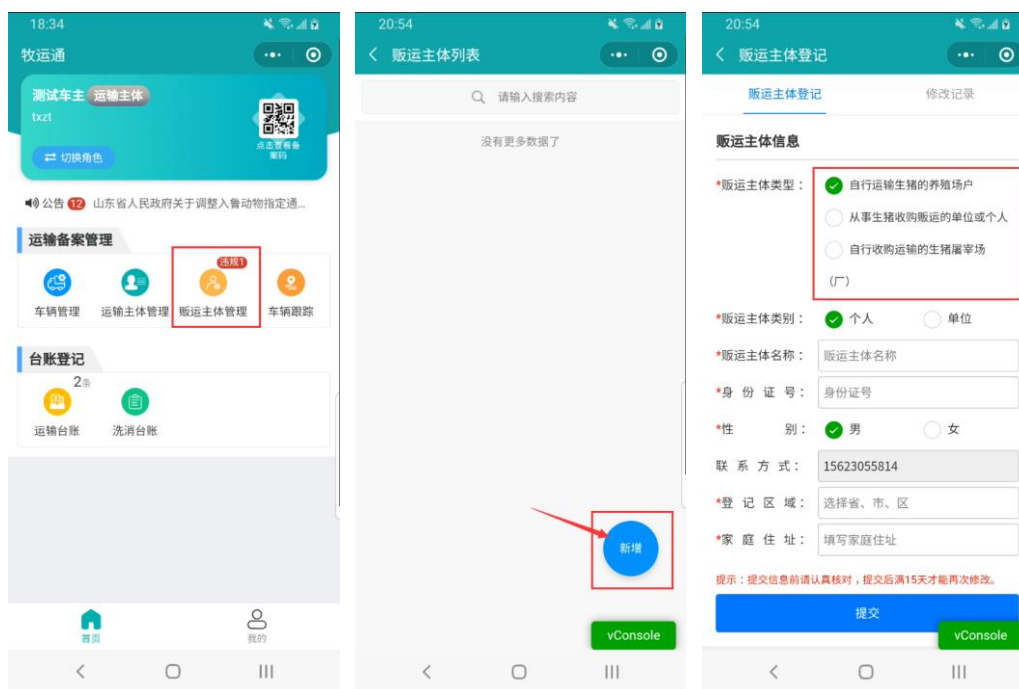 18:34
牧运通
测试车主 运输主体
txzt
切换角色
点击查看备
案码
公告 12 山东省人民政府关于调整入鲁动物指定通...
运输备案管理
违规1
车辆管理 运输主体管理 贩运主体管理 车辆跟踪
台账登记
2条
运输台账 洗消台账
首页 我的
20:54
贩运主体列表
请输入搜索内容
没有更多数据了
新增
vConsole
20:54
贩运主体登记
贩运主体登记 修改记录
贩运主体信息
*贩运主体类型： 自行运输生猪的养殖场户
从事生猪收购贩运的单位或个人
自行收购运输的生猪屠宰场
（厂）
*贩运主体类别： 个人 单位
*贩运主体名称： 贩运主体名称
*身份证号： 身份证号
*性别： 男 女
联系方式： 15623055814
*登记区域： 选择省、市、区
*家庭住址： 填写家庭住址
提示：提交信息前请认真核对，提交后满15天才能再次修改。
提交
vConsole